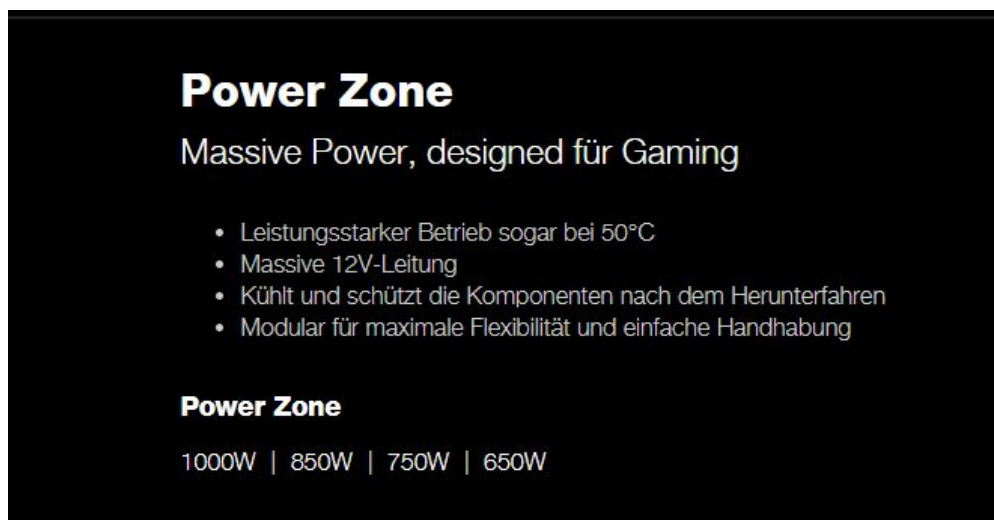 Power Zone
Massive Power, designed für Gaming
• Leistungsstarker Betrieb sogar bei 50°C
• Massive 12V-Leitung
• Kühlt und schützt die Komponenten nach dem Herunterfahren
• Modular für maximale Flexibilität und einfache Handhabung
Power Zone
1000W | 850W | 750W | 650W